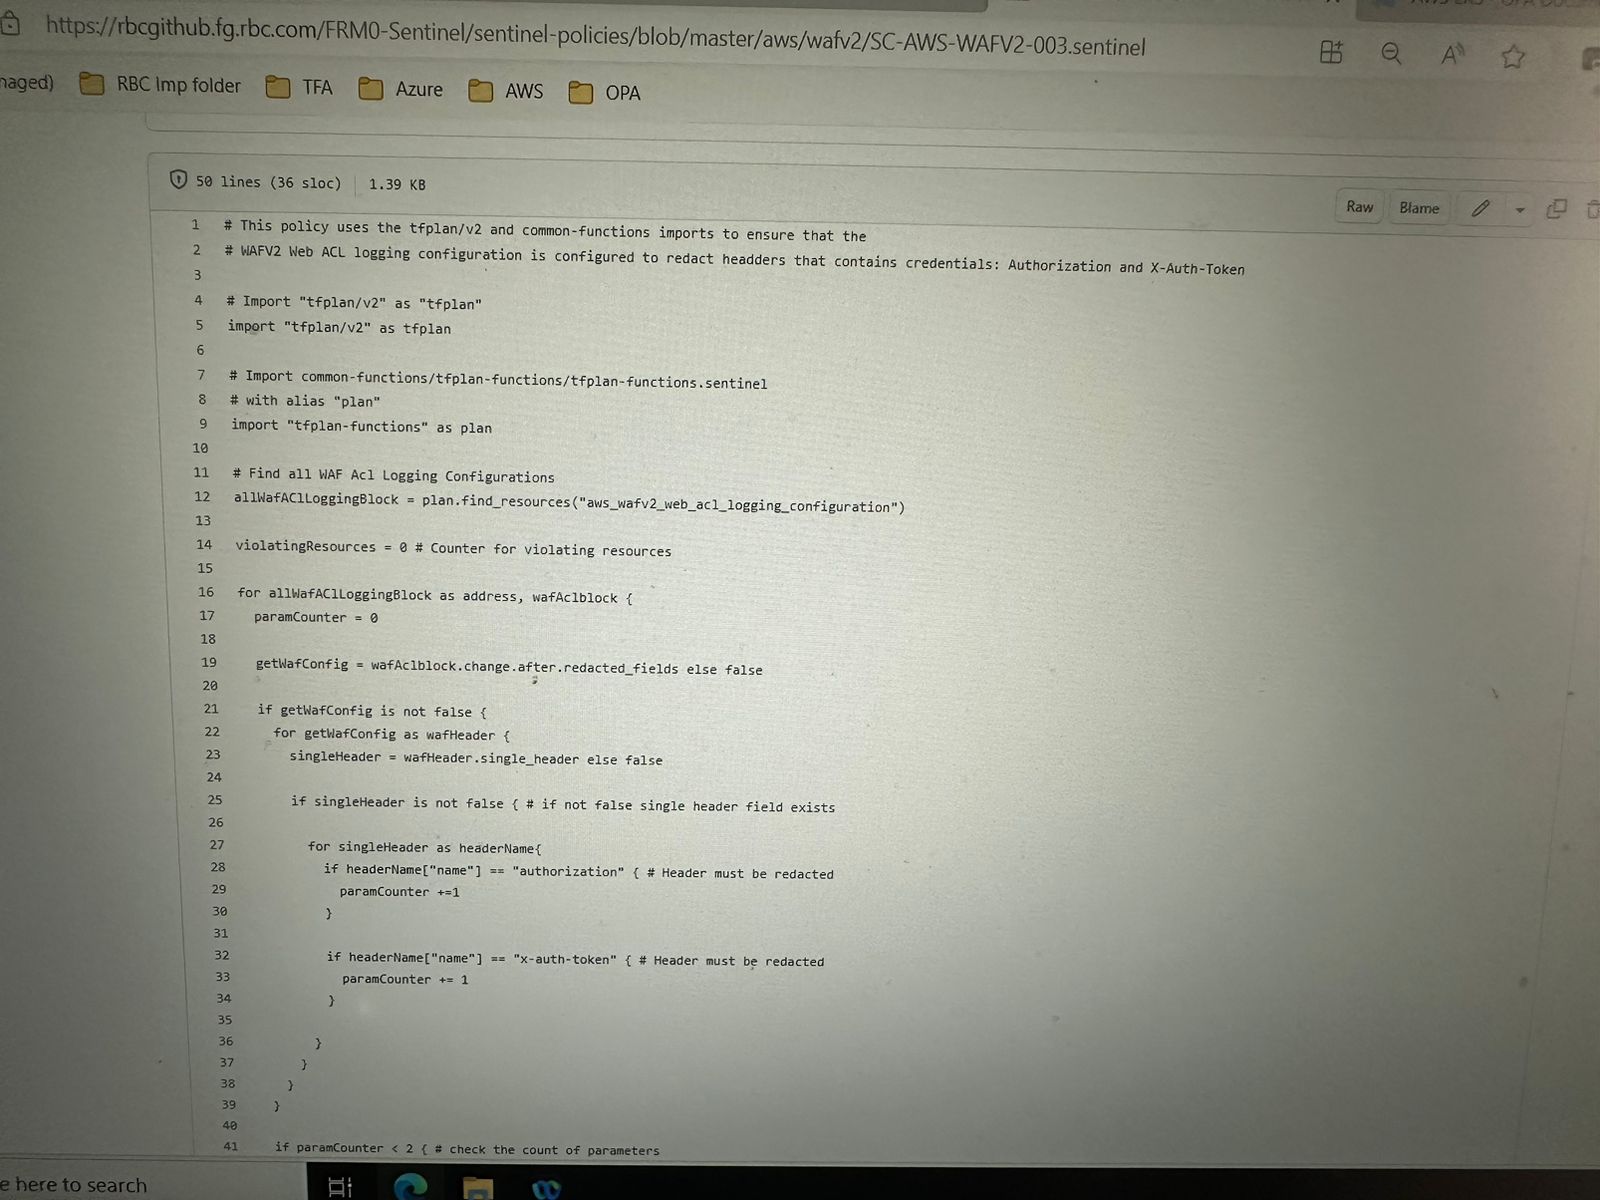 https://rbcgithub.fg.rbc.com/FRM0-Sentinel/sentinel-policies/blob/master/aws/wafv2/SC-AWS-WAFV2-003.sentinel
naged) RBC Imp folder TFA Azure AWS OPA
50 lines (36 sloc) 1.39 KB
Raw Blame
1 # This policy uses the tfplan/v2 and common-functions imports to ensure that the
2 # WAFV2 Web ACL logging configuration is configured to redact headders that contains credentials: Authorization and X-Auth-Token
3
4 # Import "tfplan/v2" as "tfplan"
5 import "tfplan/v2" as tfplan
6
7 # Import common-functions/tfplan-functions/tfplan-functions.sentinel
8 # with alias "plan"
9 import "tfplan-functions" as plan
10
11 # Find all WAF Acl Logging Configurations
12 allWafAClLoggingBlock = plan.find_resources("aws_wafv2_web_acl_logging_configuration")
13
14 violatingResources = 0 # Counter for violating resources
15
16 for allWafAClLoggingBlock as address, wafAclblock {
17 paramCounter = 0
18
19 getWafConfig = wafAclblock.change.after.redacted_fields else false
20
21 if getWafConfig is not false {
22 for getWafConfig as wafHeader {
23 singleHeader = wafHeader.single_header else false
24
25 if singleHeader is not false { # if not false single header field exists
26
27 for singleHeader as headerName{
28 if headerName["name"] == "authorization" { # Header must be redacted
29 paramCounter +=1
30 }
31
32 if headerName["name"] == "x-auth-token" { # Header must be redacted
33 paramCounter += 1
34 }
35
36 }
37 }
38 }
39 }
40
41 if paramCounter < 2 { # check the count of parameters
e here to search